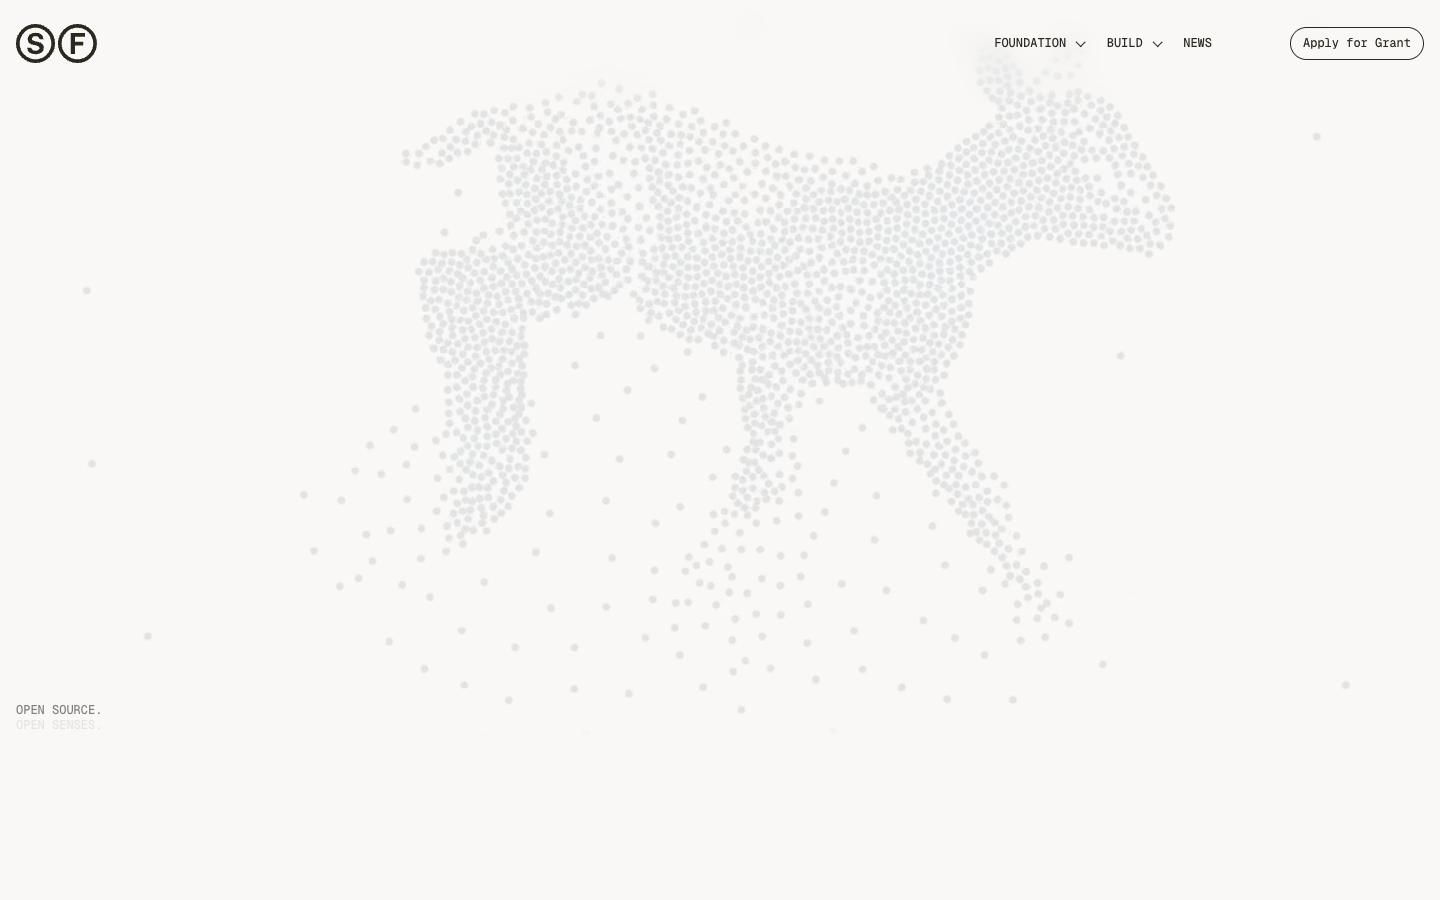 SF
FOUNDATION
BUILD
NEWS
Apply for Grant
OPEN SOURCE.
OPEN SENSES.